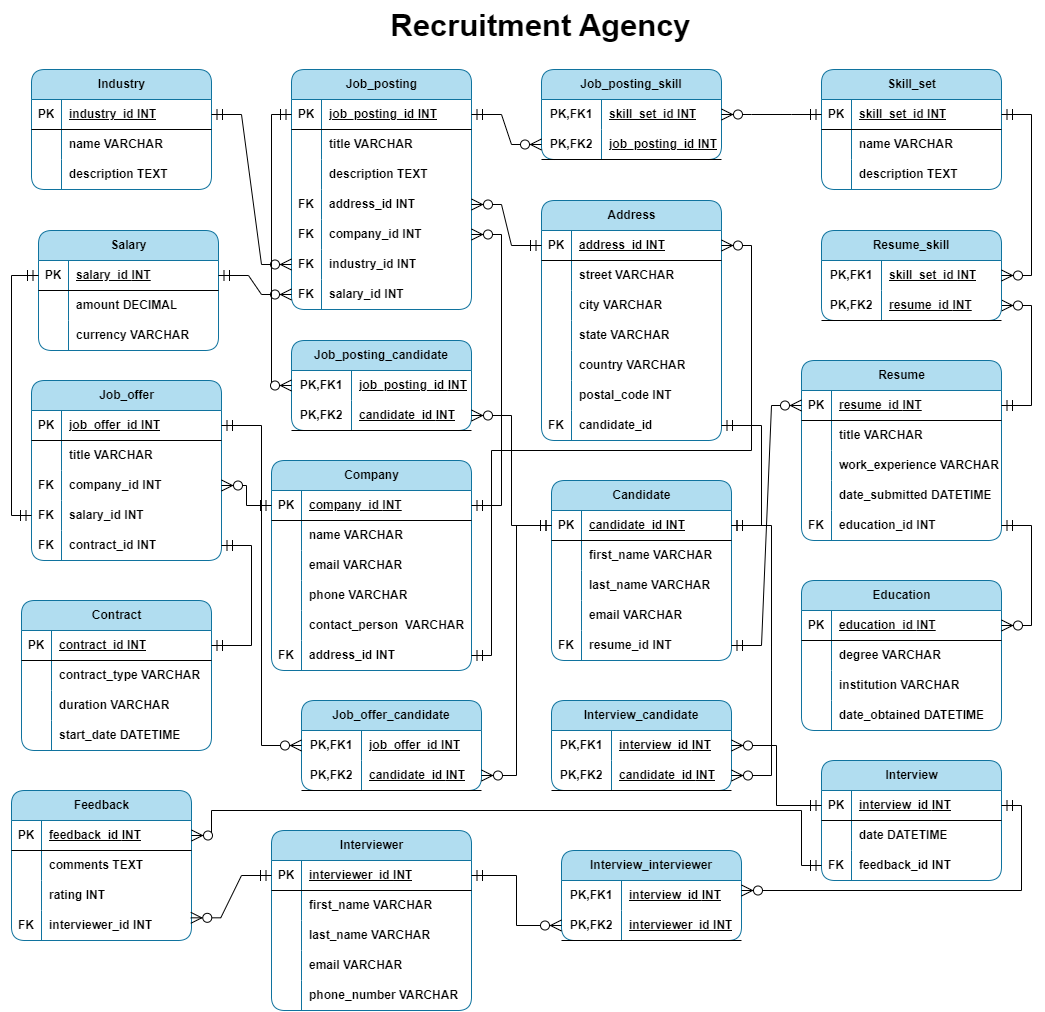 Recruitment Agency
Industry
PK industry_id INT
name VARCHAR
description TEXT
Job_posting
PK job_posting_id INT
title VARCHAR
description TEXT
FK address_id INT
FK company_id INT
FK industry_id INT
FK salary_id INT
Job_posting_skill
PK,FK1 skill_set_id INT
PK,FK2 job_posting_id INT
Skill_set
PK skill_set_id INT
name VARCHAR
description TEXT
Salary
PK salary_id INT
amount DECIMAL
currency VARCHAR
Address
PK address_id INT
street VARCHAR
city VARCHAR
state VARCHAR
country VARCHAR
postal_code INT
FK candidate_id
Resume_skill
PK,FK1 skill_set_id INT
PK,FK2 resume_id INT
Job_posting_candidate
PK,FK1 job_posting_id INT
PK,FK2 candidate_id INT
Job_offer
PK job_offer_id INT
title VARCHAR
FK company_id INT
FK salary_id INT
FK contract_id INT
Resume
PK resume_id INT
title VARCHAR
work_experience VARCHAR
date_submitted DATETIME
FK education_id INT
Company
PK company_id INT
name VARCHAR
email VARCHAR
phone VARCHAR
contact_person VARCHAR
FK address_id INT
Candidate
PK candidate_id INT
first_name VARCHAR
last_name VARCHAR
email VARCHAR
FK resume_id INT
Contract
PK contract_id INT
contract_type VARCHAR
duration VARCHAR
start_date DATETIME
Education
PK education_id INT
degree VARCHAR
institution VARCHAR
date_obtained DATETIME
Job_offer_candidate
PK,FK1 job_offer_id INT
PK,FK2 candidate_id INT
Interview_candidate
PK,FK1 interview_id INT
PK,FK2 candidate_id INT
Interview
PK interview_id INT
date DATETIME
FK feedback_id INT
Feedback
PK feedback_id INT
comments TEXT
rating INT
FK interviewer_id INT
Interviewer
PK interviewer_id INT
first_name VARCHAR
last_name VARCHAR
email VARCHAR
phone_number VARCHAR
Interview_interviewer
PK,FK1 interview_id INT
PK,FK2 interviewer_id INT